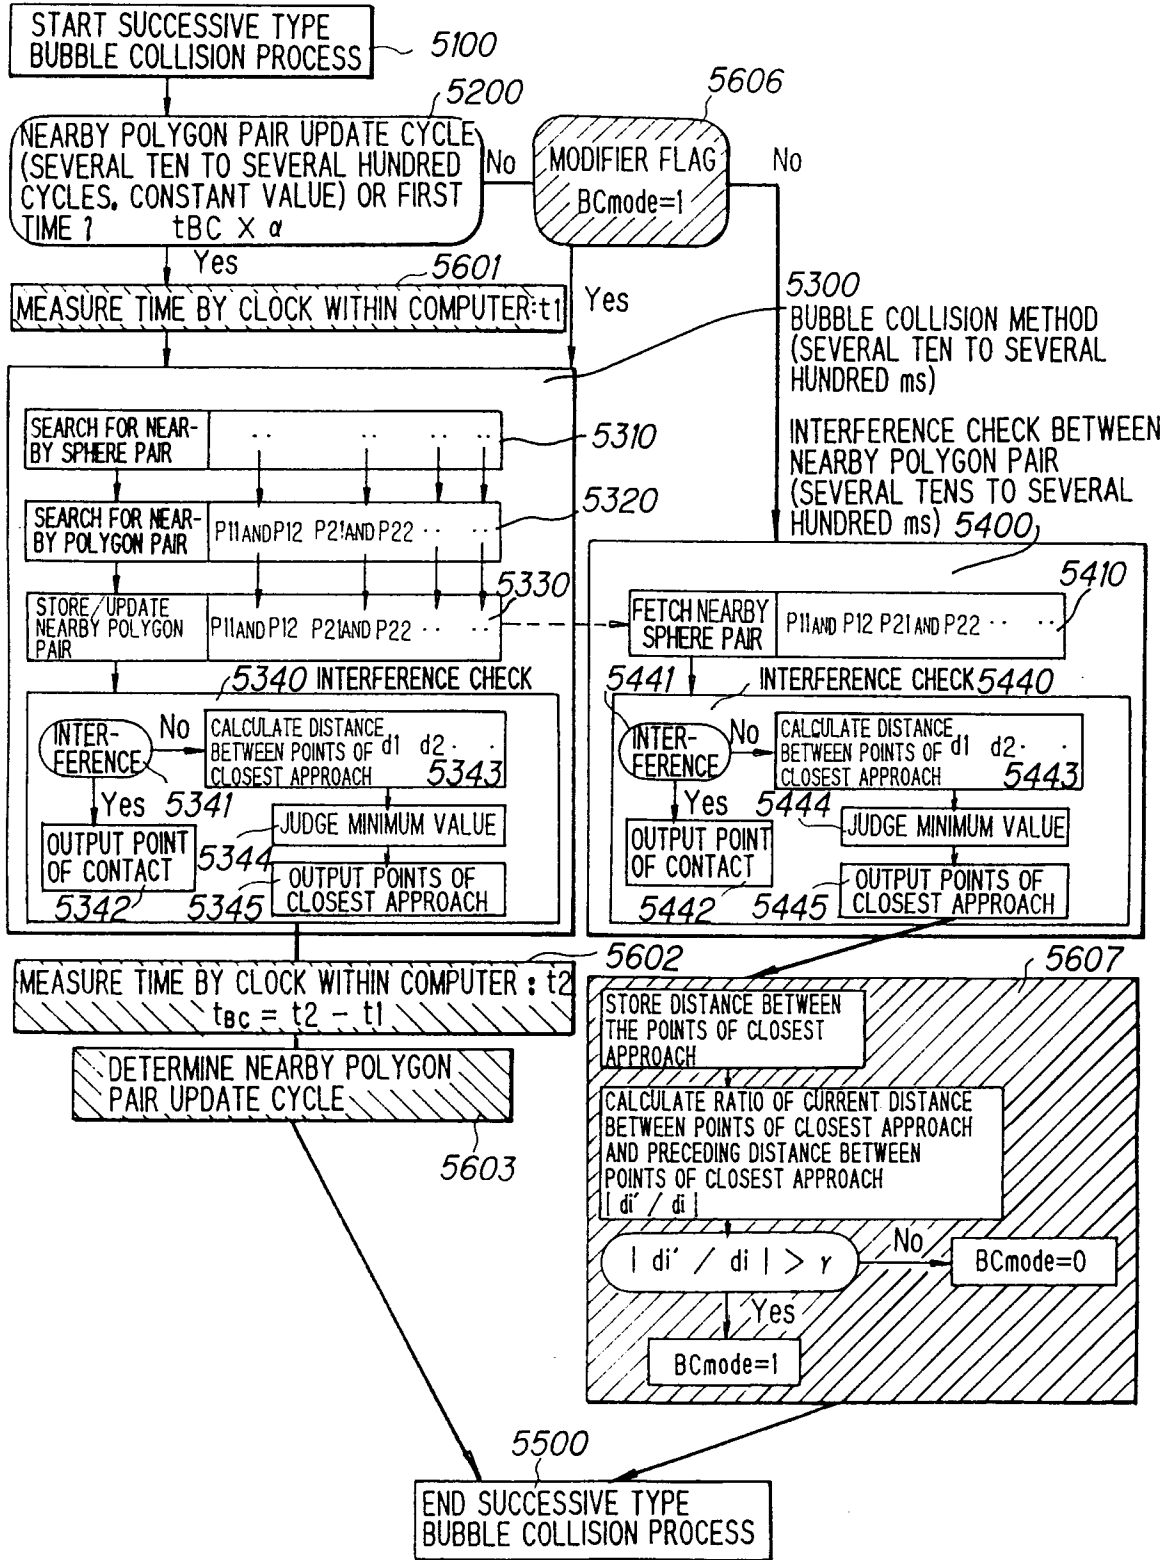 START SUCCESSIVE TYPE
BUBBLE COLLISION PROCESS
5100
5200
NEARBY POLYGON PAIR UPDATE CYCLE
(SEVERAL TEN TO SEVERAL HUNDRED
CYCLES. CONSTANT VALUE) OR FIRST
TIME ? tBC X α
No
5606
MODIFIER FLAG
BCmode=1
No
Yes
5601
MEASURE TIME BY CLOCK WITHIN COMPUTER:t1
Yes
5300
BUBBLE COLLISION METHOD
(SEVERAL TEN TO SEVERAL
HUNDRED ms)
SEARCH FOR NEAR-
BY SPHERE PAIR
·· ·· ·· ··
5310
SEARCH FOR NEAR-
BY POLYGON PAIR
P11 AND P12 P21 AND P22 ·· ··
5320
STORE/UPDATE
NEARBY POLYGON
PAIR
P11 AND P12 P21 AND P22 ·· ··
5330
INTERFERENCE CHECK BETWEEN
NEARBY POLYGON PAIR
(SEVERAL TENS TO SEVERAL
HUNDRED ms) 5400
FETCH NEARBY
SPHERE PAIR
P11 AND P12 P21 AND P22 ·· ··
5410
5340 INTERFERENCE CHECK
INTER-
FERENCE
5341
No
CALCULATE DISTANCE
BETWEEN POINTS OF d1 d2 · ·
CLOSEST APPROACH 5343
Yes
OUTPUT POINT
OF CONTACT
5342
5344
JUDGE MINIMUM VALUE
5345
OUTPUT POINTS OF
CLOSEST APPROACH
5441
INTERFERENCE CHECK 5440
INTER-
FERENCE
No
CALCULATE DISTANCE
BETWEEN POINTS OF d1 d2 · ·
CLOSEST APPROACH 5443
Yes
OUTPUT POINT
OF CONTACT
5442
5444
JUDGE MINIMUM VALUE
5445
OUTPUT POINTS OF
CLOSEST APPROACH
5602
MEASURE TIME BY CLOCK WITHIN COMPUTER : t2
tBC = t2 - t1
DETERMINE NEARBY POLYGON
PAIR UPDATE CYCLE
5603
5607
STORE DISTANCE BETWEEN
THE POINTS OF CLOSEST
APPROACH
CALCULATE RATIO OF CURRENT DISTANCE
BETWEEN POINTS OF CLOSEST APPROACH
AND PRECEDING DISTANCE BETWEEN
POINTS OF CLOSEST APPROACH
| di' / di |
| di' / di | > γ
No
BCmode=0
Yes
BCmode=1
5500
END SUCCESSIVE TYPE
BUBBLE COLLISION PROCESS